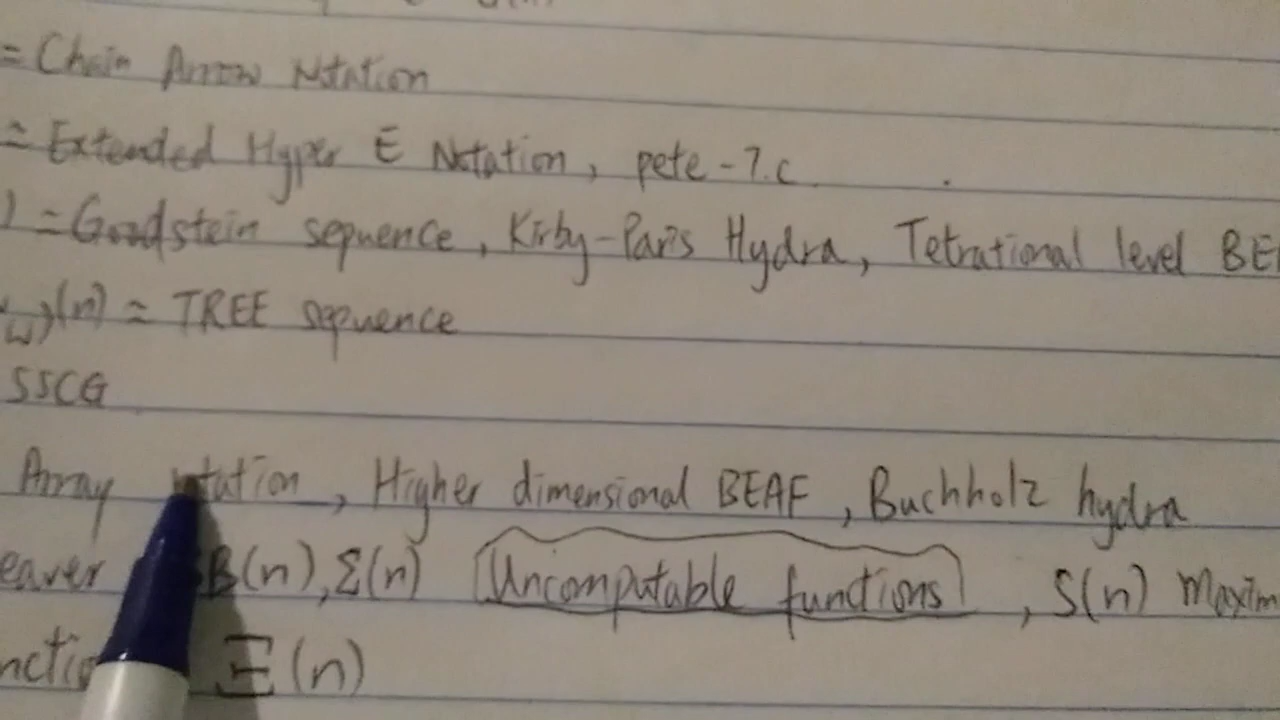 = Chain Arrow Notation
= Extended Hyper E Notation, pete-7.c
) = Goodstein sequence, Kirby-Paris Hydra, Tetrational level BE
ω)(n) = TREE sequence
SSCG
Array notation, Higher dimensional BEAF, Buchholz hydra
eaver BB(n), Σ(n) Uncomputable functions, S(n) Maxim
nctio Ξ(n)